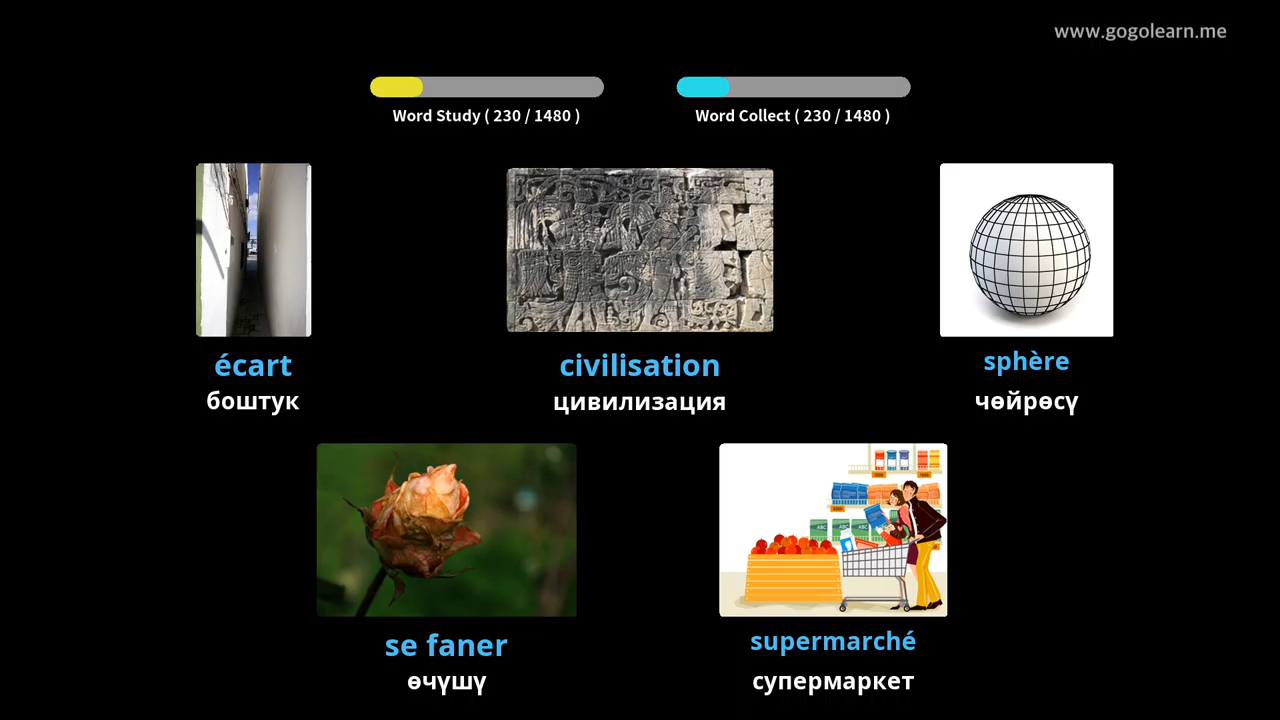 www.gogolearn.me
Word Study ( 230 / 1480 )
Word Collect ( 230 / 1480 )
écart
боштук
civilisation
цивилизация
sphère
чөйрөсү
se faner
өчүшү
supermarché
супермаркет